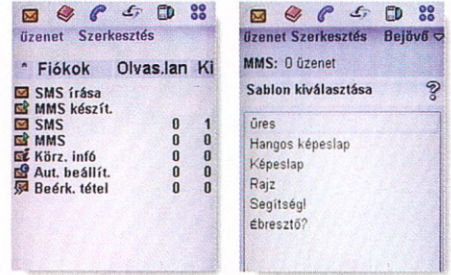 üzenet Szerkesztés
^ Fiókok Olvas.lan Ki
SMS írása
MMS készít.
SMS 0 1
MMS 0 0
Körz. infó 0 0
Aut. beállít. 0 0
Beérk. tétel 0 0
üzenet Szerkesztés Bejövő
MMS: 0 üzenet
Sablon kiválasztása ?
üres
Hangos képeslap
Képeslap
Rajz
Segítség!
Ébresztő?